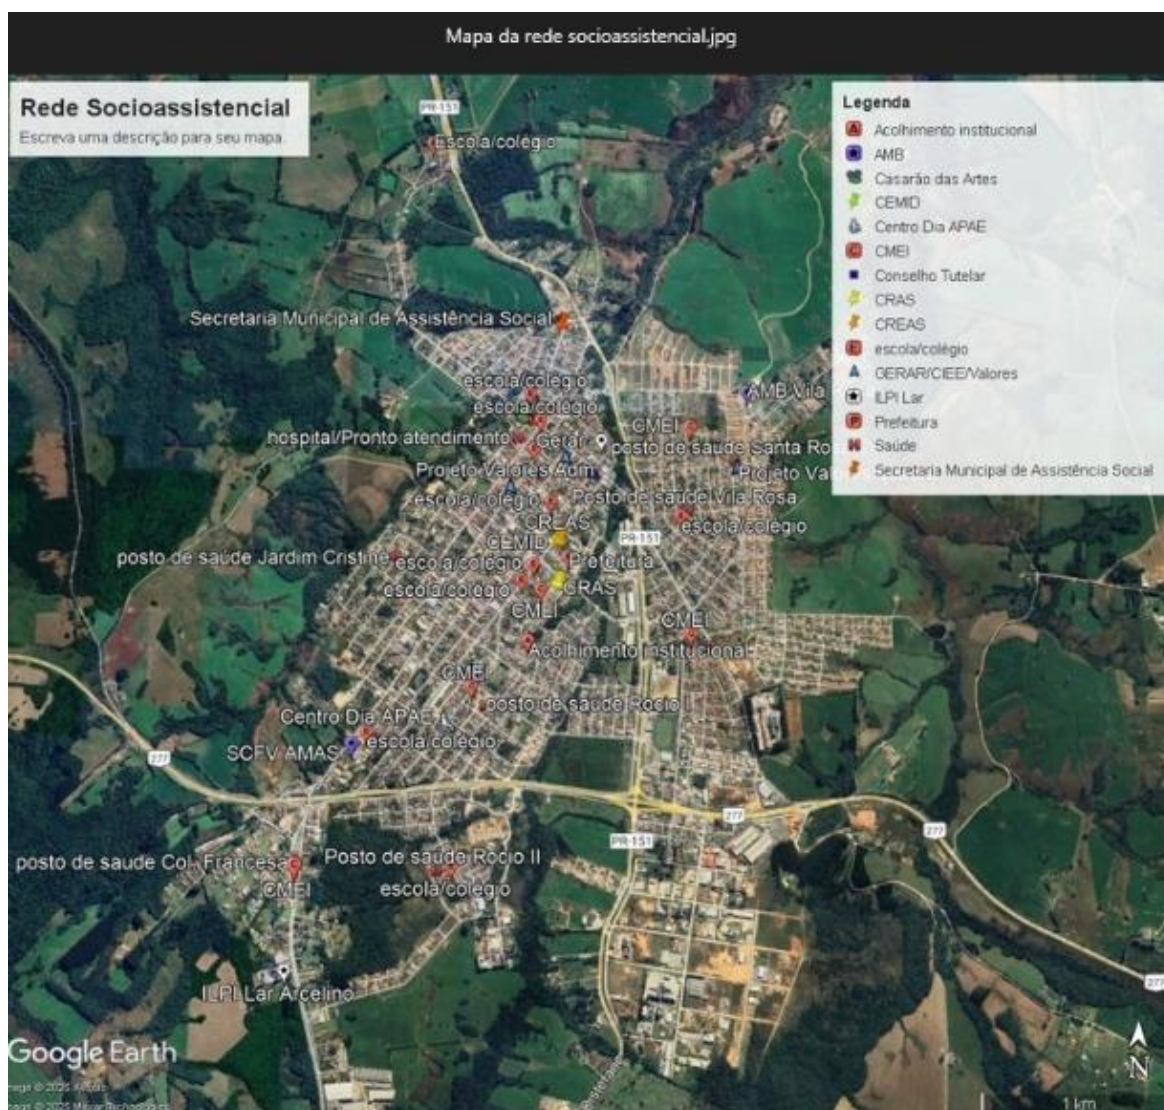 Mapa da rede socioassistencial.jpg
Rede Socioassistencial
Escreva uma descrição para seu mapa.
Legenda
Acolhimento institucional
AMB
Casarão das Artes
CEMID
Centro Dia APAE
CMEI
Conselho Tutelar
CRAS
CREAS
escola/colégio
GERAR/CIEE/Valores
ILPI Lar
Prefeitura
Saúde
Secretaria Municipal de Assistência Social
PR-151
Escola/colégio
Secretaria Municipal de Assistência Social
escola/colégio
AMB Vila
escola/colégio
CMEI
hospital/Pronto atendimento
Gerar
posto de saúde Santa Ros
Projeto Valores Adm
Projeto Va
escola/colégio
Posto de saúde Vila Rosa
CREAS
escola/colégio
CEMID
PR-151
posto de saúde Jardim Cristine
escola/colégio
Prefeitura
escola/colégio
CRAS
CMEI
CMEI
Acolhimento institucional
CMEI
posto de saúde Rocio I
Centro Dia APAE
escola/colégio
SCFV AMAS
277
277
277
PR-151
posto de saúde Col. Francesa
Posto de saúde Rocio II
CMEI
escola/colégio
ILPI Lar Arcelino
277
Google Earth
N
1 km